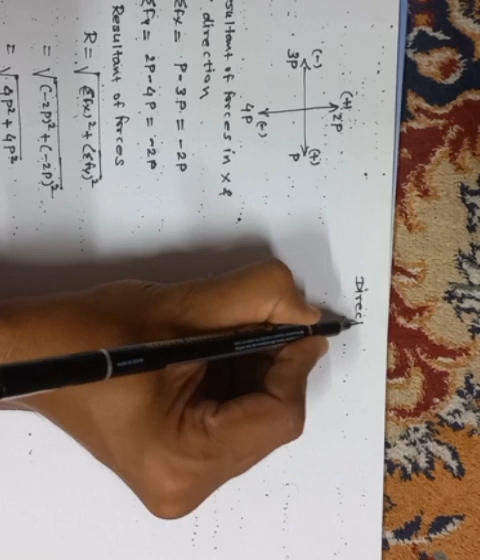 (+)
2P
(-)
3P
P
(+)
4P
(-)
resultant of forces in x &
direction
Σfx = P-3P = -2P
Σfy = 2P-4P = -2P
Resultant of forces
R = √(Σfx)² + (Σfy)²
= √(-2P)² + (-2P)²
= √4P² + 4P²
Direc